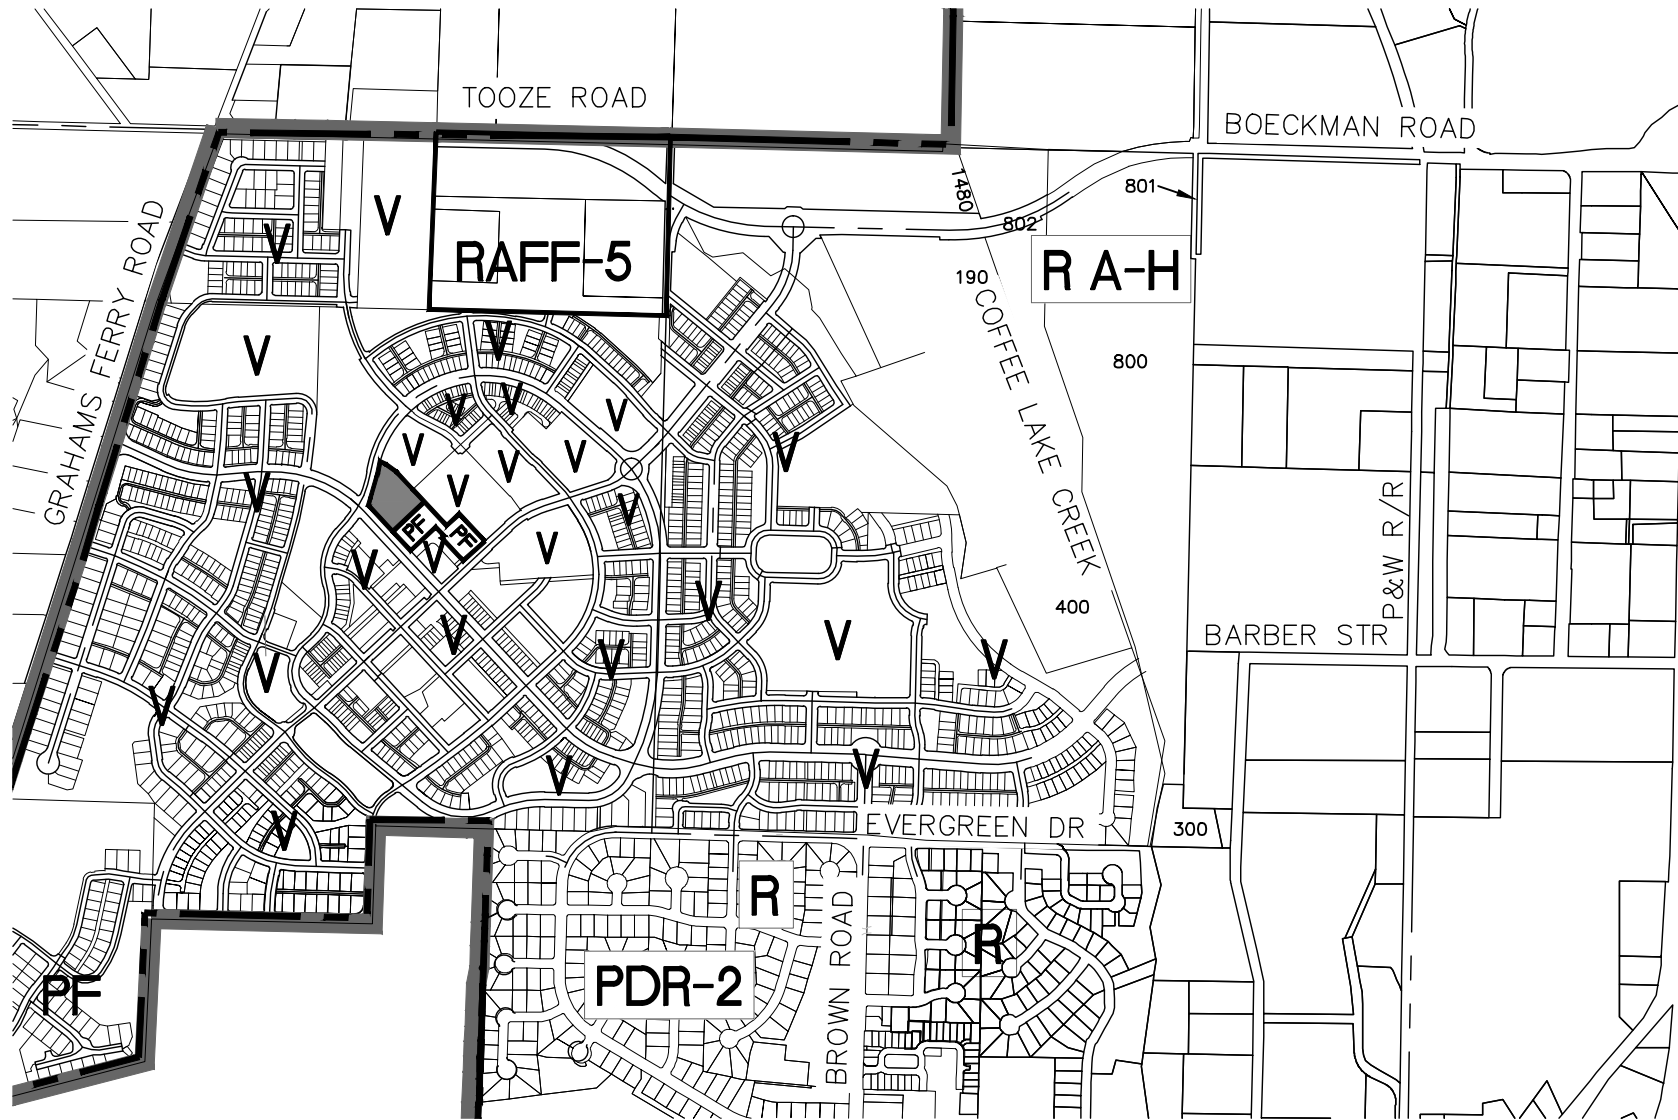 TOOZE ROAD
BOECKMAN ROAD
1480
801
V
802
V
RAFF-5
R A-H
190
GRAHAMS FERRY ROAD
COFFEE LAKE CREEK
V
V
800
V
V
V
V
V
V
V
V
V
V
V
P&W R/R
PF
PF
V
V
V
V
400
V
V
V
BARBER STR
V
V
V
V
V
V
V
EVERGREEN DR
300
R
BROWN ROAD
R
PDR-2
PF